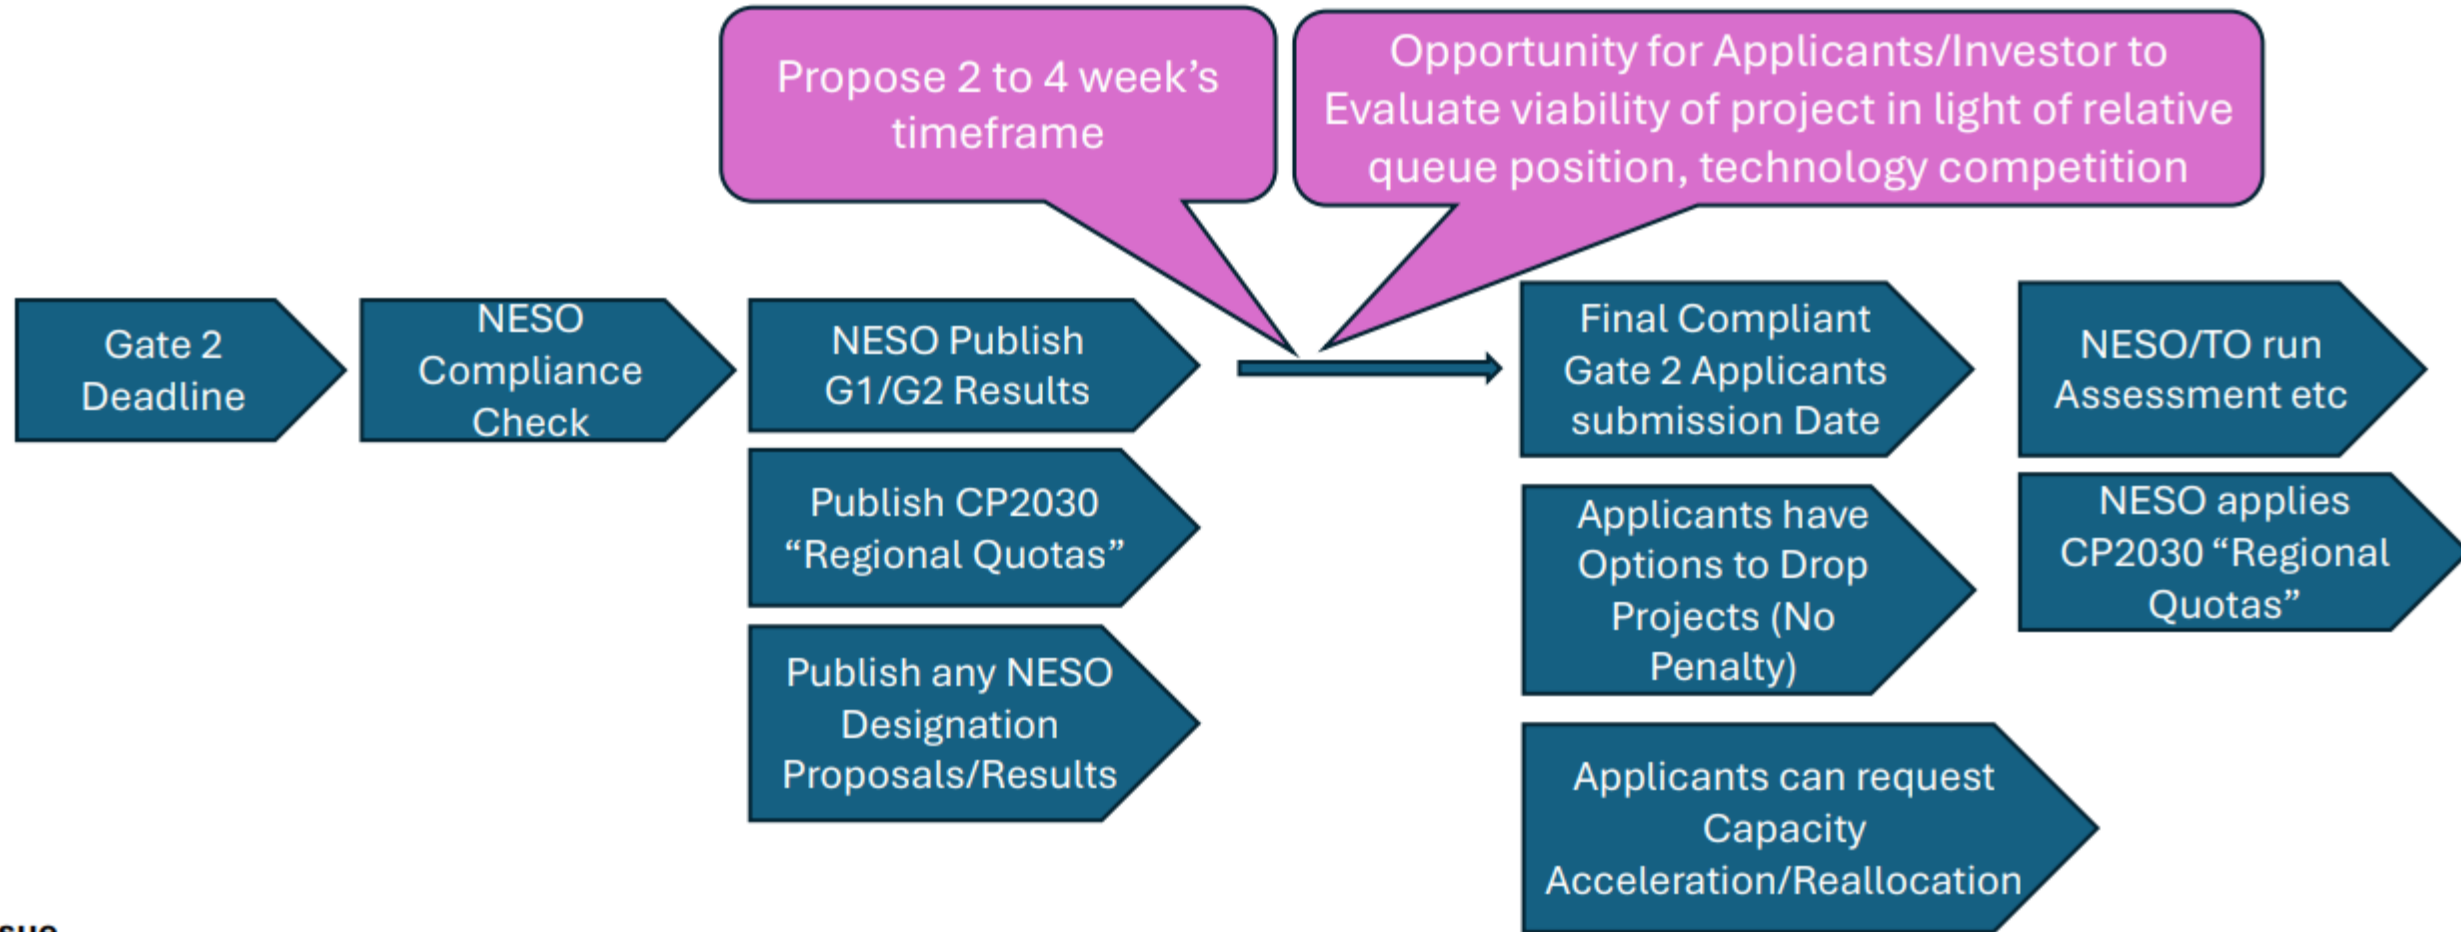 Propose 2 to 4 week’s
timeframe
Opportunity for Applicants/Investor to
Evaluate viability of project in light of relative
queue position, technology competition
Gate 2
Deadline
NESO
Compliance
Check
NESO Publish
G1/G2 Results
Publish CP2030
“Regional Quotas”
Publish any NESO
Designation
Proposals/Results
Final Compliant
Gate 2 Applicants
submission Date
Applicants have
Options to Drop
Projects (No
Penalty)
Applicants can request
Capacity
Acceleration/Reallocation
NESO/TO run
Assessment etc
NESO applies
CP2030 “Regional
Quotas”